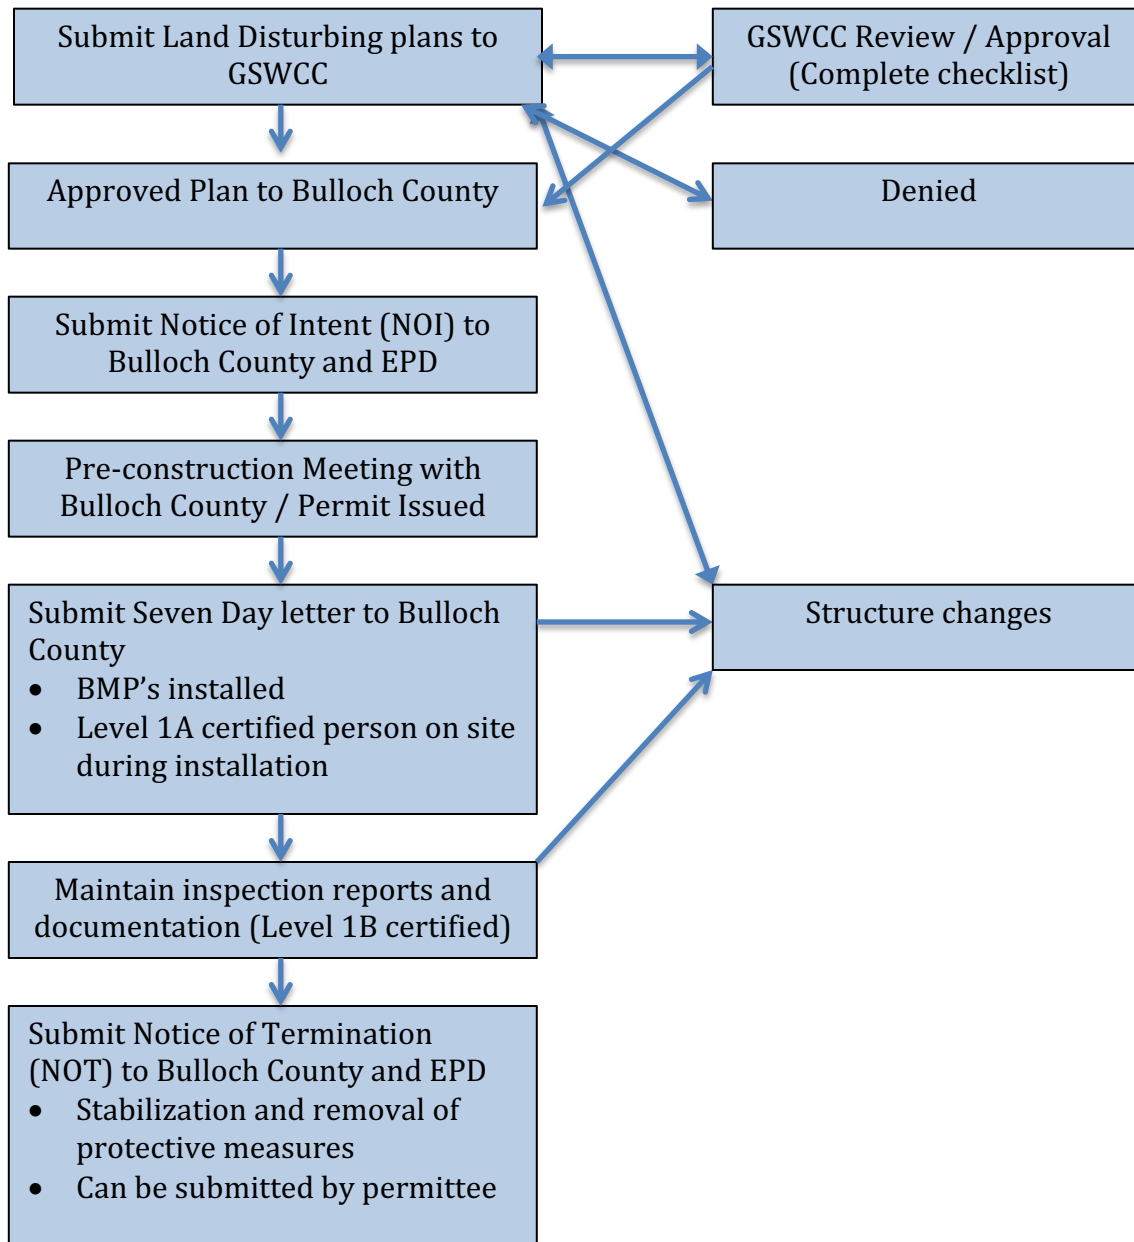 Submit Land Disturbing plans to
GSWCC
GSWCC Review / Approval
(Complete checklist)
Approved Plan to Bulloch County
Denied
Submit Notice of Intent (NOI) to
Bulloch County and EPD
Pre-construction Meeting with
Bulloch County / Permit Issued
Submit Seven Day letter to Bulloch
County
• BMP’s installed
• Level 1A certified person on site
during installation
Structure changes
Maintain inspection reports and
documentation (Level 1B certified)
Submit Notice of Termination
(NOT) to Bulloch County and EPD
• Stabilization and removal of
protective measures
• Can be submitted by permittee